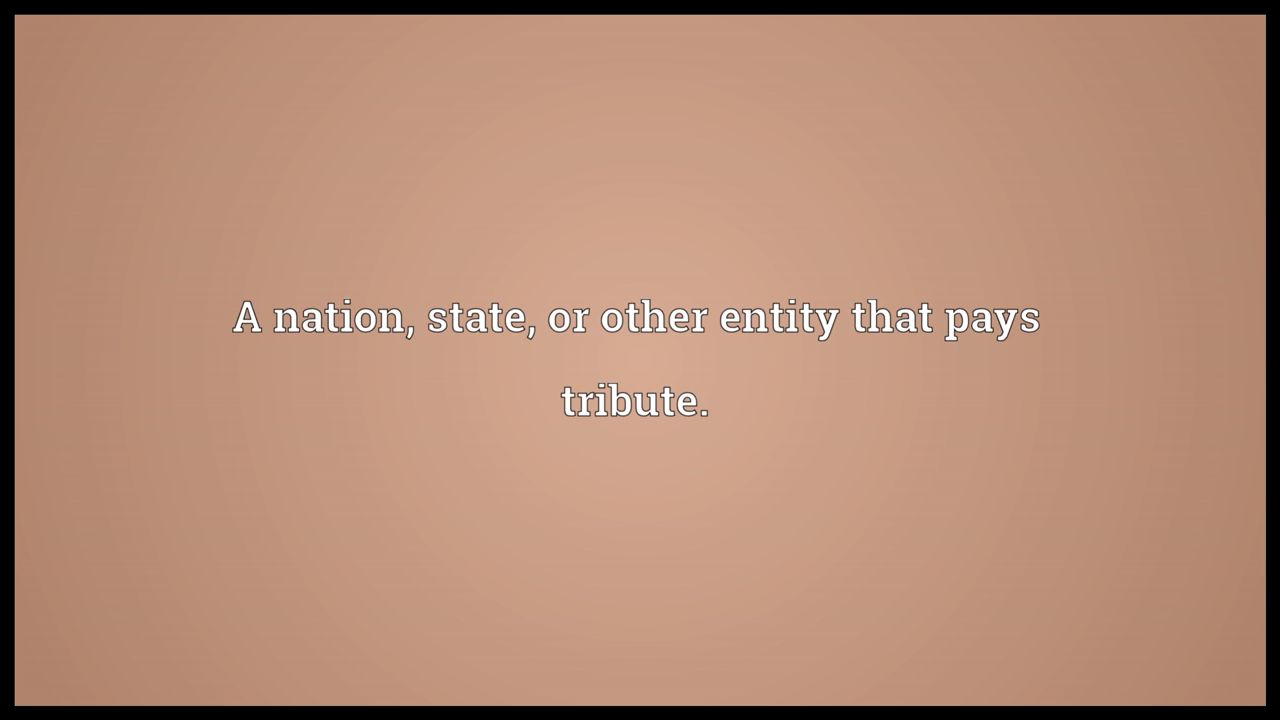 A nation, state, or other entity that pays
tribute.